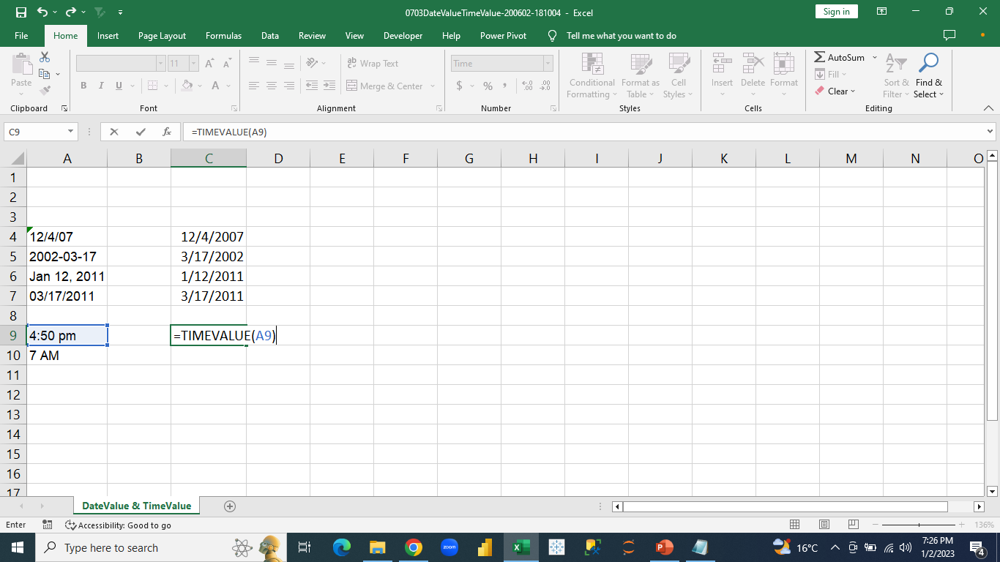 0703DateValueTimeValue-200602-181004 - Excel
Sign in
File Home Insert Page Layout Formulas Data Review View Developer Help Power Pivot Tell me what you want to do
Paste
Clipboard
11
B I U
A A A
Font
ab Wrap Text
Merge & Center
Alignment
Time
$ % ,
Number
Conditional Formatting
Format as Table
Cell Styles
Styles
Insert Delete Format
Cells
AutoSum
Fill
Clear
Sort & Filter
Find & Select
Editing
C9 fx =TIMEVALUE(A9)
A B C D E F G H I J K L M N O
1
2
3
4 12/4/07 12/4/2007
5 2002-03-17 3/17/2002
6 Jan 12, 2011 1/12/2011
7 03/17/2011 3/17/2011
8
9 4:50 pm =TIMEVALUE(A9)
10 7 AM
11
12
13
14
15
16
17
DateValue & TimeValue
Enter Accessibility: Good to go 136%
Type here to search zoom 16°C 7:26 PM
1/2/2023 4